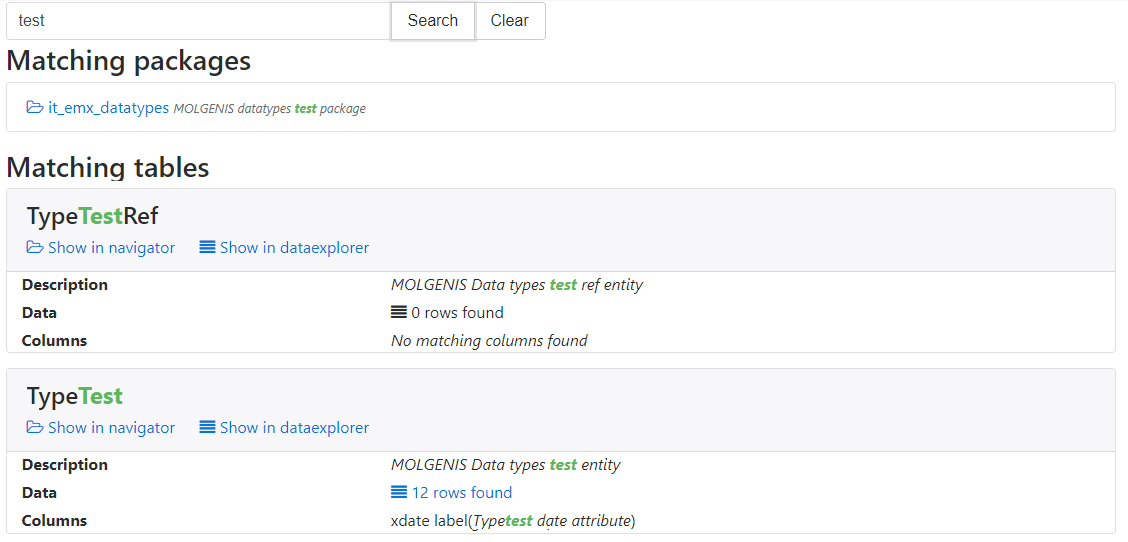 test Search Clear
Matching packages
it_emx_datatypes MOLGENIS datatypes test package
Matching tables
TypeTestRef
Show in navigator Show in dataexplorer
Description MOLGENIS Data types test ref entity
Data 0 rows found
Columns No matching columns found
TypeTest
Show in navigator Show in dataexplorer
Description MOLGENIS Data types test entity
Data 12 rows found
Columns xdate label(Typetest date attribute)